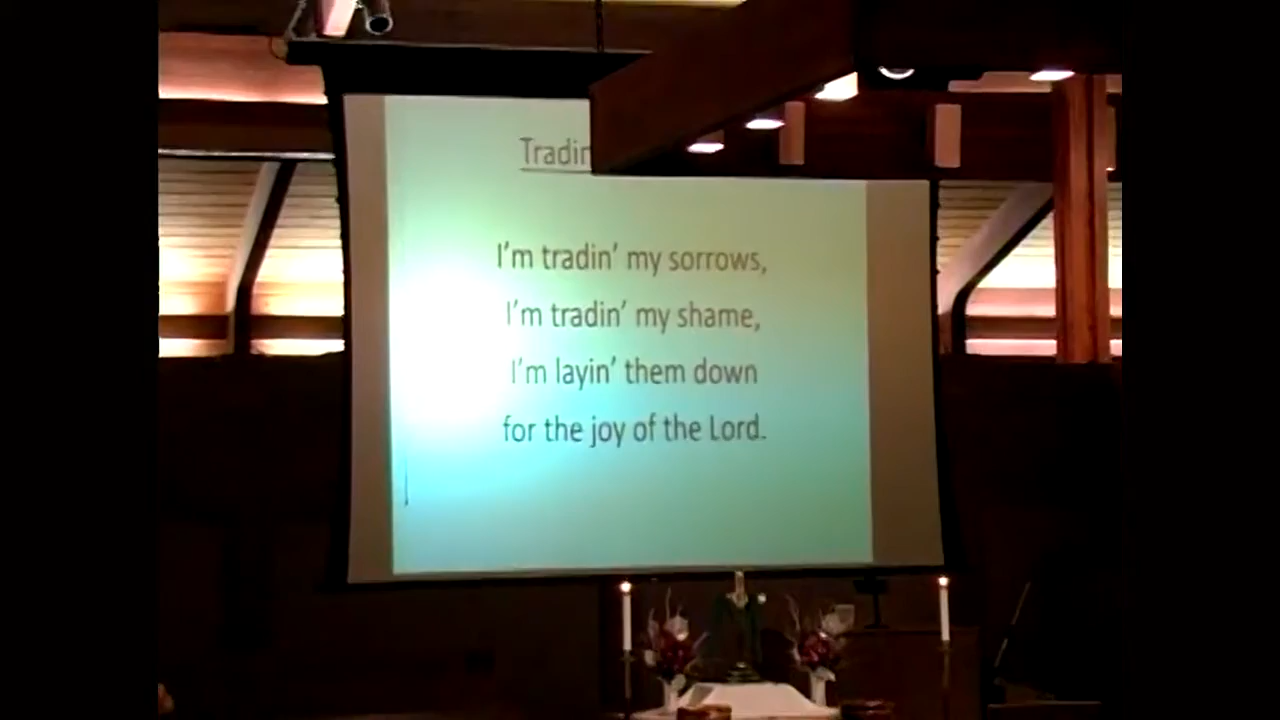 I'm tradin' my sorrows,
I'm tradin' my shame,
I'm layin' them down
for the joy of the Lord.